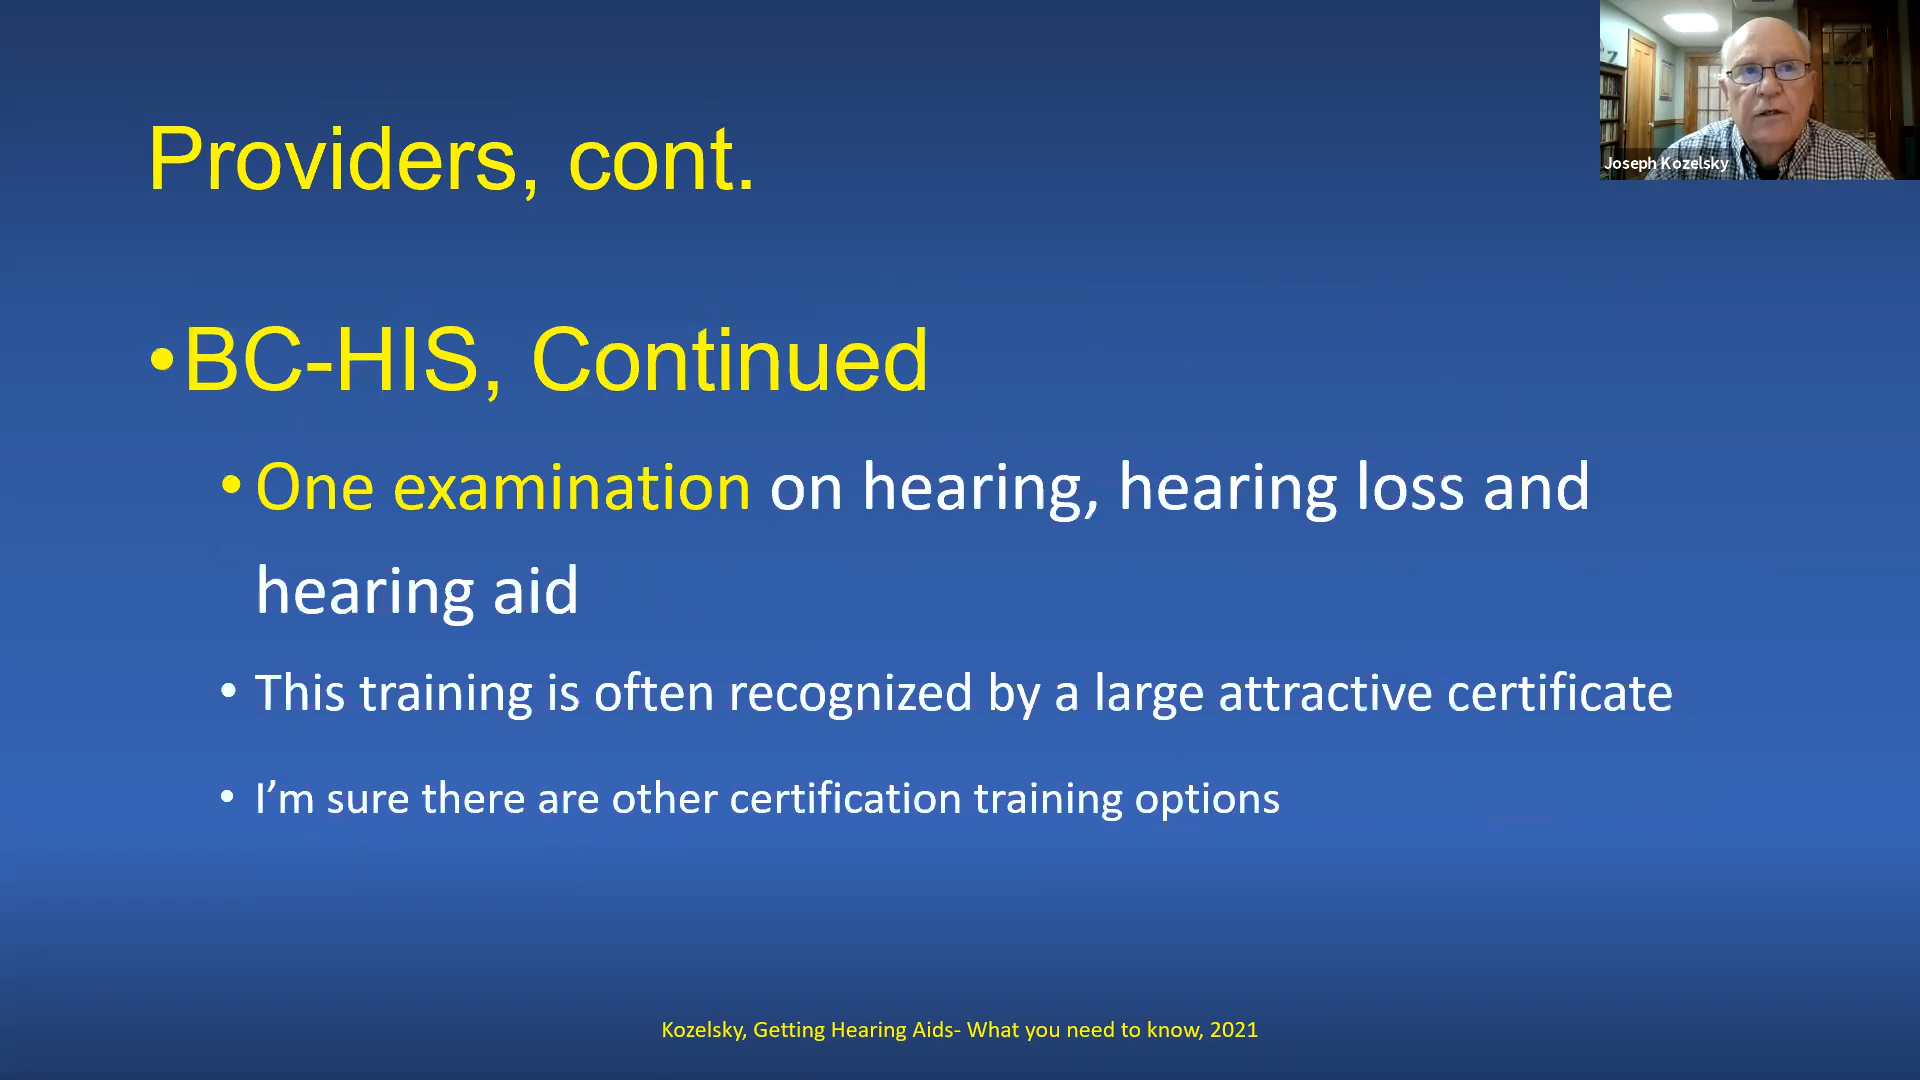 Providers, cont.
Joseph Kozelsky
•BC-HIS, Continued
• One examination on hearing, hearing loss and
hearing aid
• This training is often recognized by a large attractive certificate
• I’m sure there are other certification training options
Kozelsky, Getting Hearing Aids- What you need to know, 2021